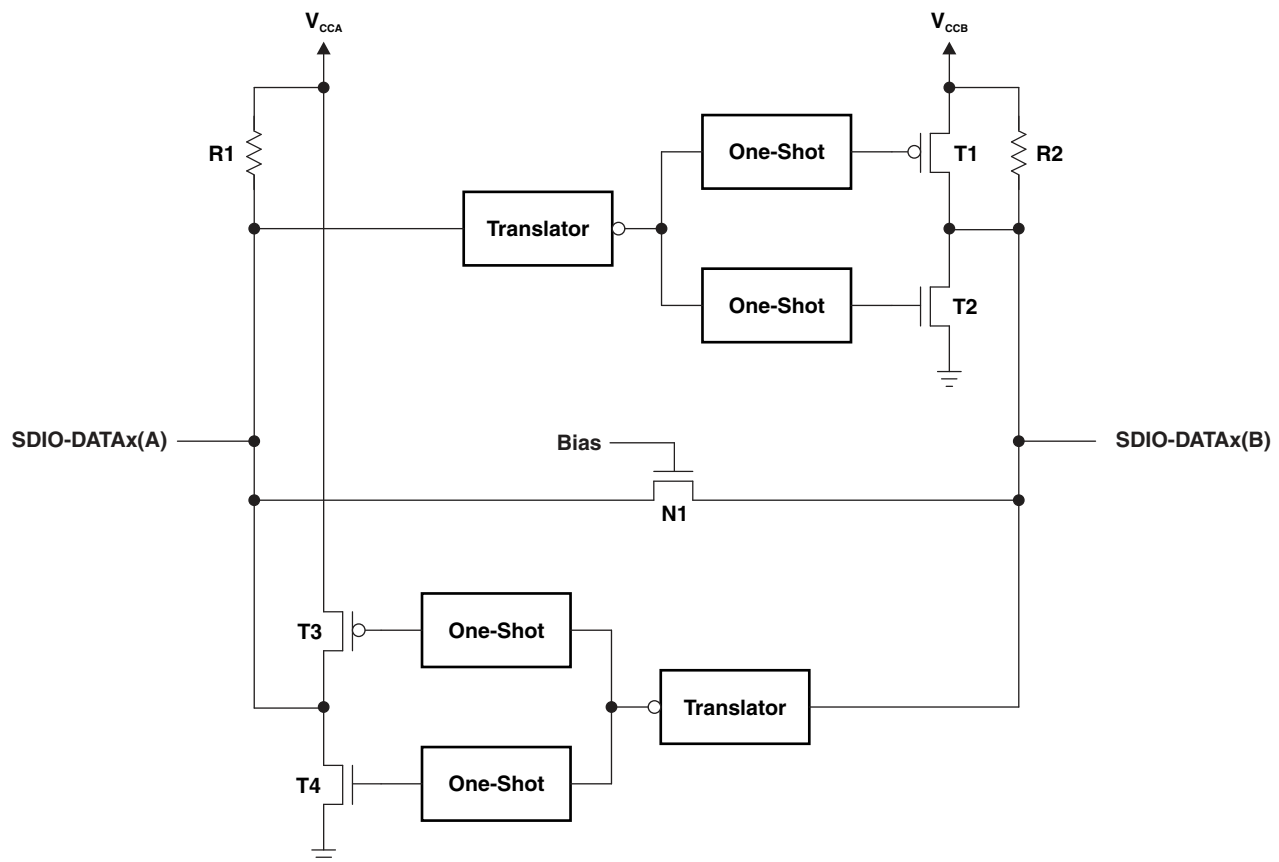 VCCA
VCCB
One-Shot
T1
R1
R2
Translator
One-Shot
T2
SDIO-DATAx(A)
Bias
SDIO-DATAx(B)
N1
T3
One-Shot
Translator
T4
One-Shot